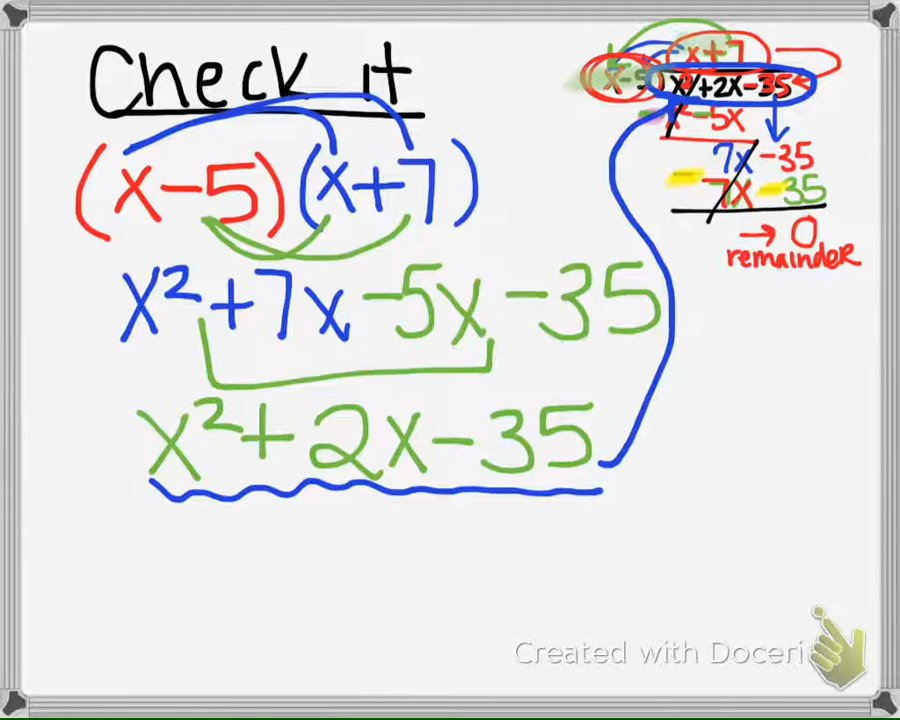 Check it
(x-5)(x+7)
x²+7x-5x-35
x²+2x-35
x+7
x-5)x²+2x-35
x²-5x
7x-35
-7x-35
→ 0
remainder
Created with Doceri